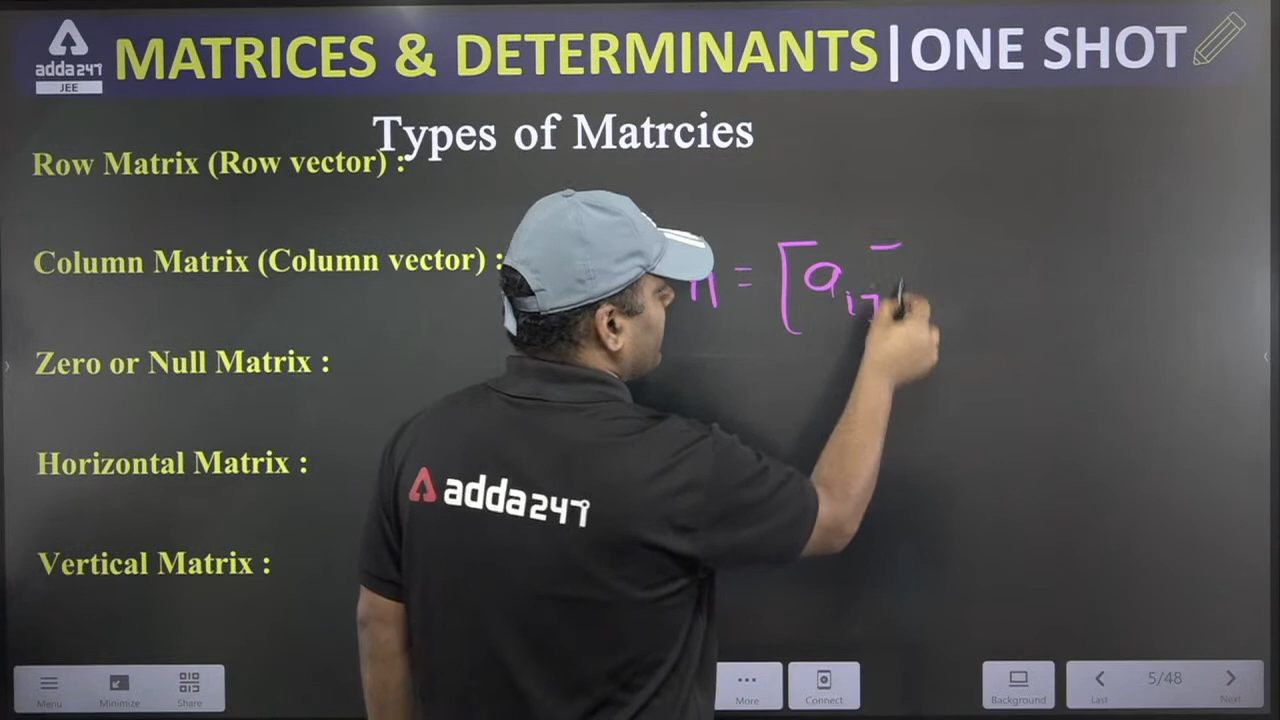 adda247
JEE
MATRICES & DETERMINANTS|ONE SHOT
Types of Matrcies
Row Matrix (Row vector) :
Column Matrix (Column vector) :
= [aij
Zero or Null Matrix :
Horizontal Matrix :
Vertical Matrix :
adda247
Menu Minimize Share More Connect Background Last 5/48 Next